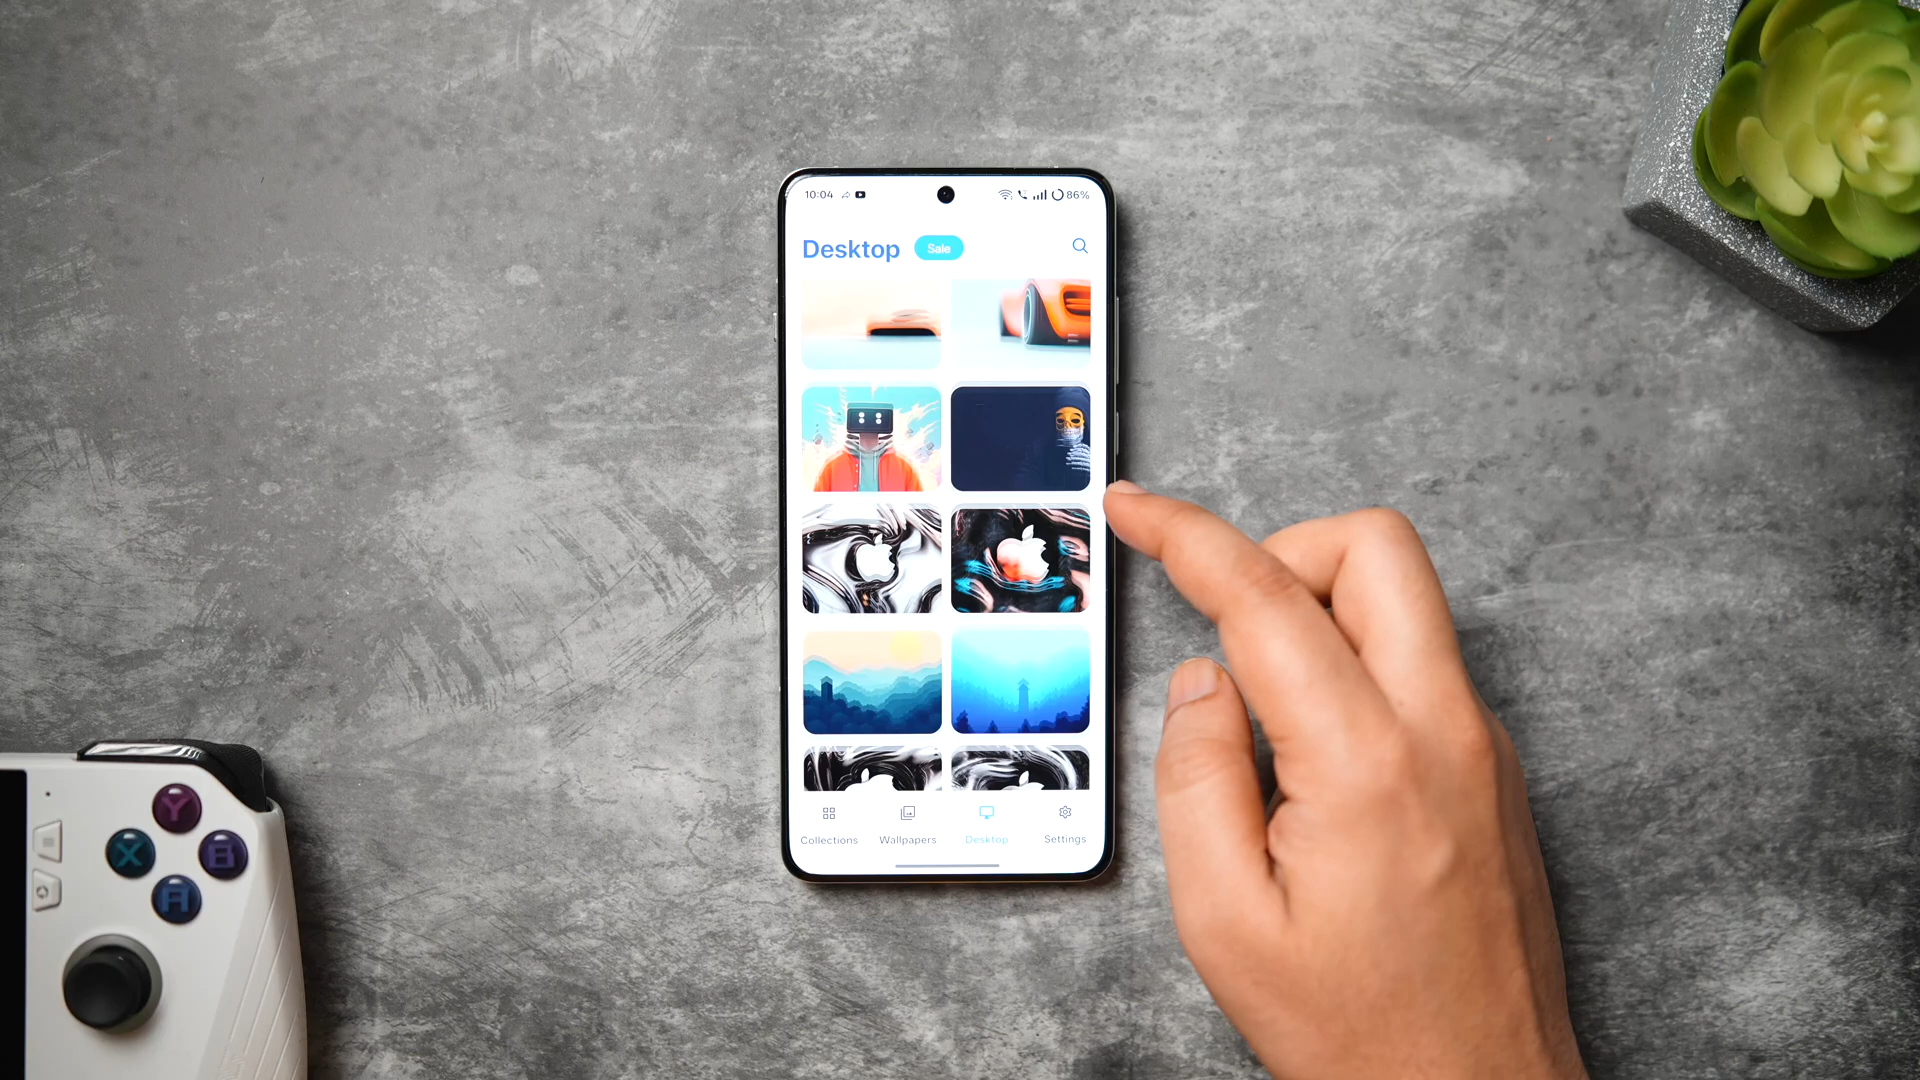 10:04
86%
Desktop
Sale
Collections
Wallpapers
Desktop
Settings
Y
X
B
A